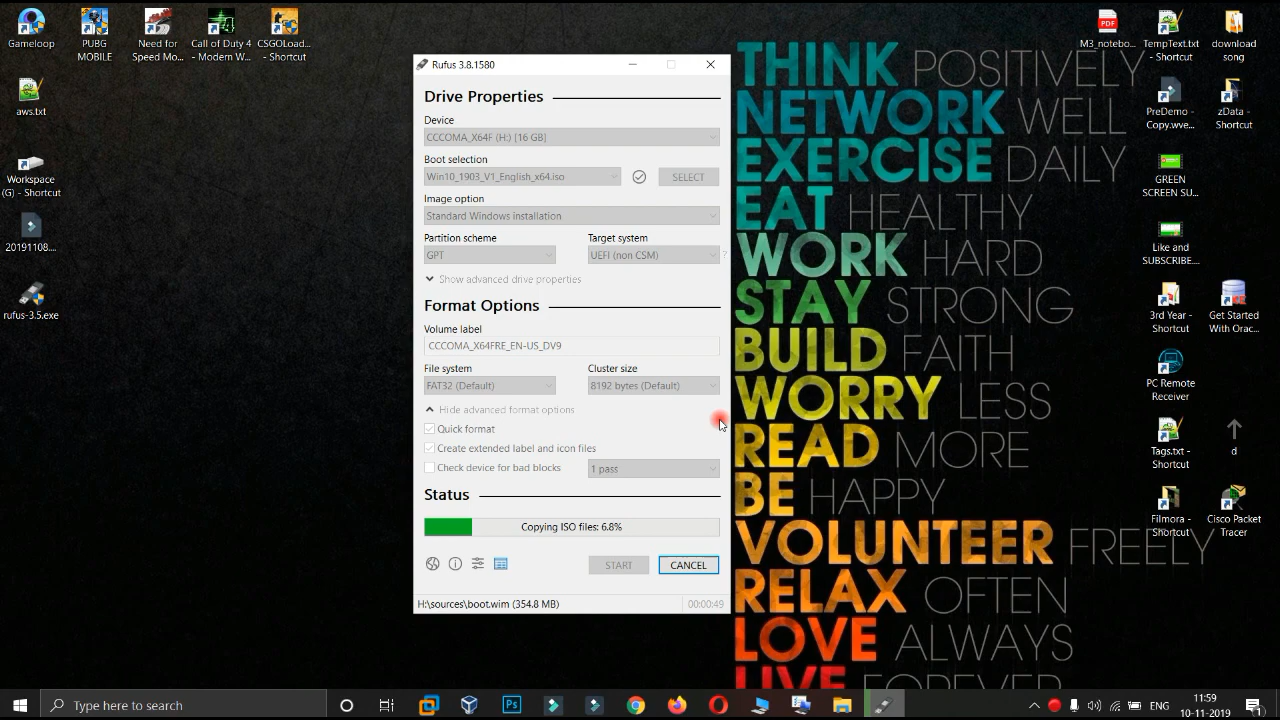 Gameloop
PUBG
MOBILE
Need for
Speed Mo...
Call of Duty 4
- Modern W...
CSGOLoad...
- Shortcut
aws.txt
Workspace
(G) - Shortcut
20191108....
rufus-3.5.exe
Rufus 3.8.1580
Drive Properties
Device
CCCOMA_X64F (H:) [16 GB]
Boot selection
Win10_1903_V1_English_x64.iso
SELECT
Image option
Standard Windows installation
Partition scheme
Target system
GPT
UEFI (non CSM)
?
Show advanced drive properties
Format Options
Volume label
CCCOMA_X64FRE_EN-US_DV9
File system
Cluster size
FAT32 (Default)
8192 bytes (Default)
Hide advanced format options
Quick format
Create extended label and icon files
Check device for bad blocks
1 pass
Status
Copying ISO files: 6.8%
START
CANCEL
H:\sources\boot.wim (354.8 MB)
00:00:49
THINK POSITIVELY
NETWORK WELL
EXERCISE DAILY
EAT HEALTHY
WORK HARD
STAY STRONG
BUILD FAITH
WORRY LESS
READ MORE
BE HAPPY
VOLUNTEER FREELY
RELAX OFTEN
LOVE ALWAYS
LIVE FOREVER
PDF
M3_notebo...
TempText.txt
- Shortcut
download
song
PreDemo -
Copy.wve...
zData -
Shortcut
GREEN
SCREEN SU...
Like and
SUBSCRIBE....
3rd Year -
Shortcut
Get Started
With Orac...
PC Remote
Receiver
Tags.txt -
Shortcut
d
Filmora -
Shortcut
Cisco Packet
Tracer
Type here to search
Ps
ENG
11:59
10-11-2019
1